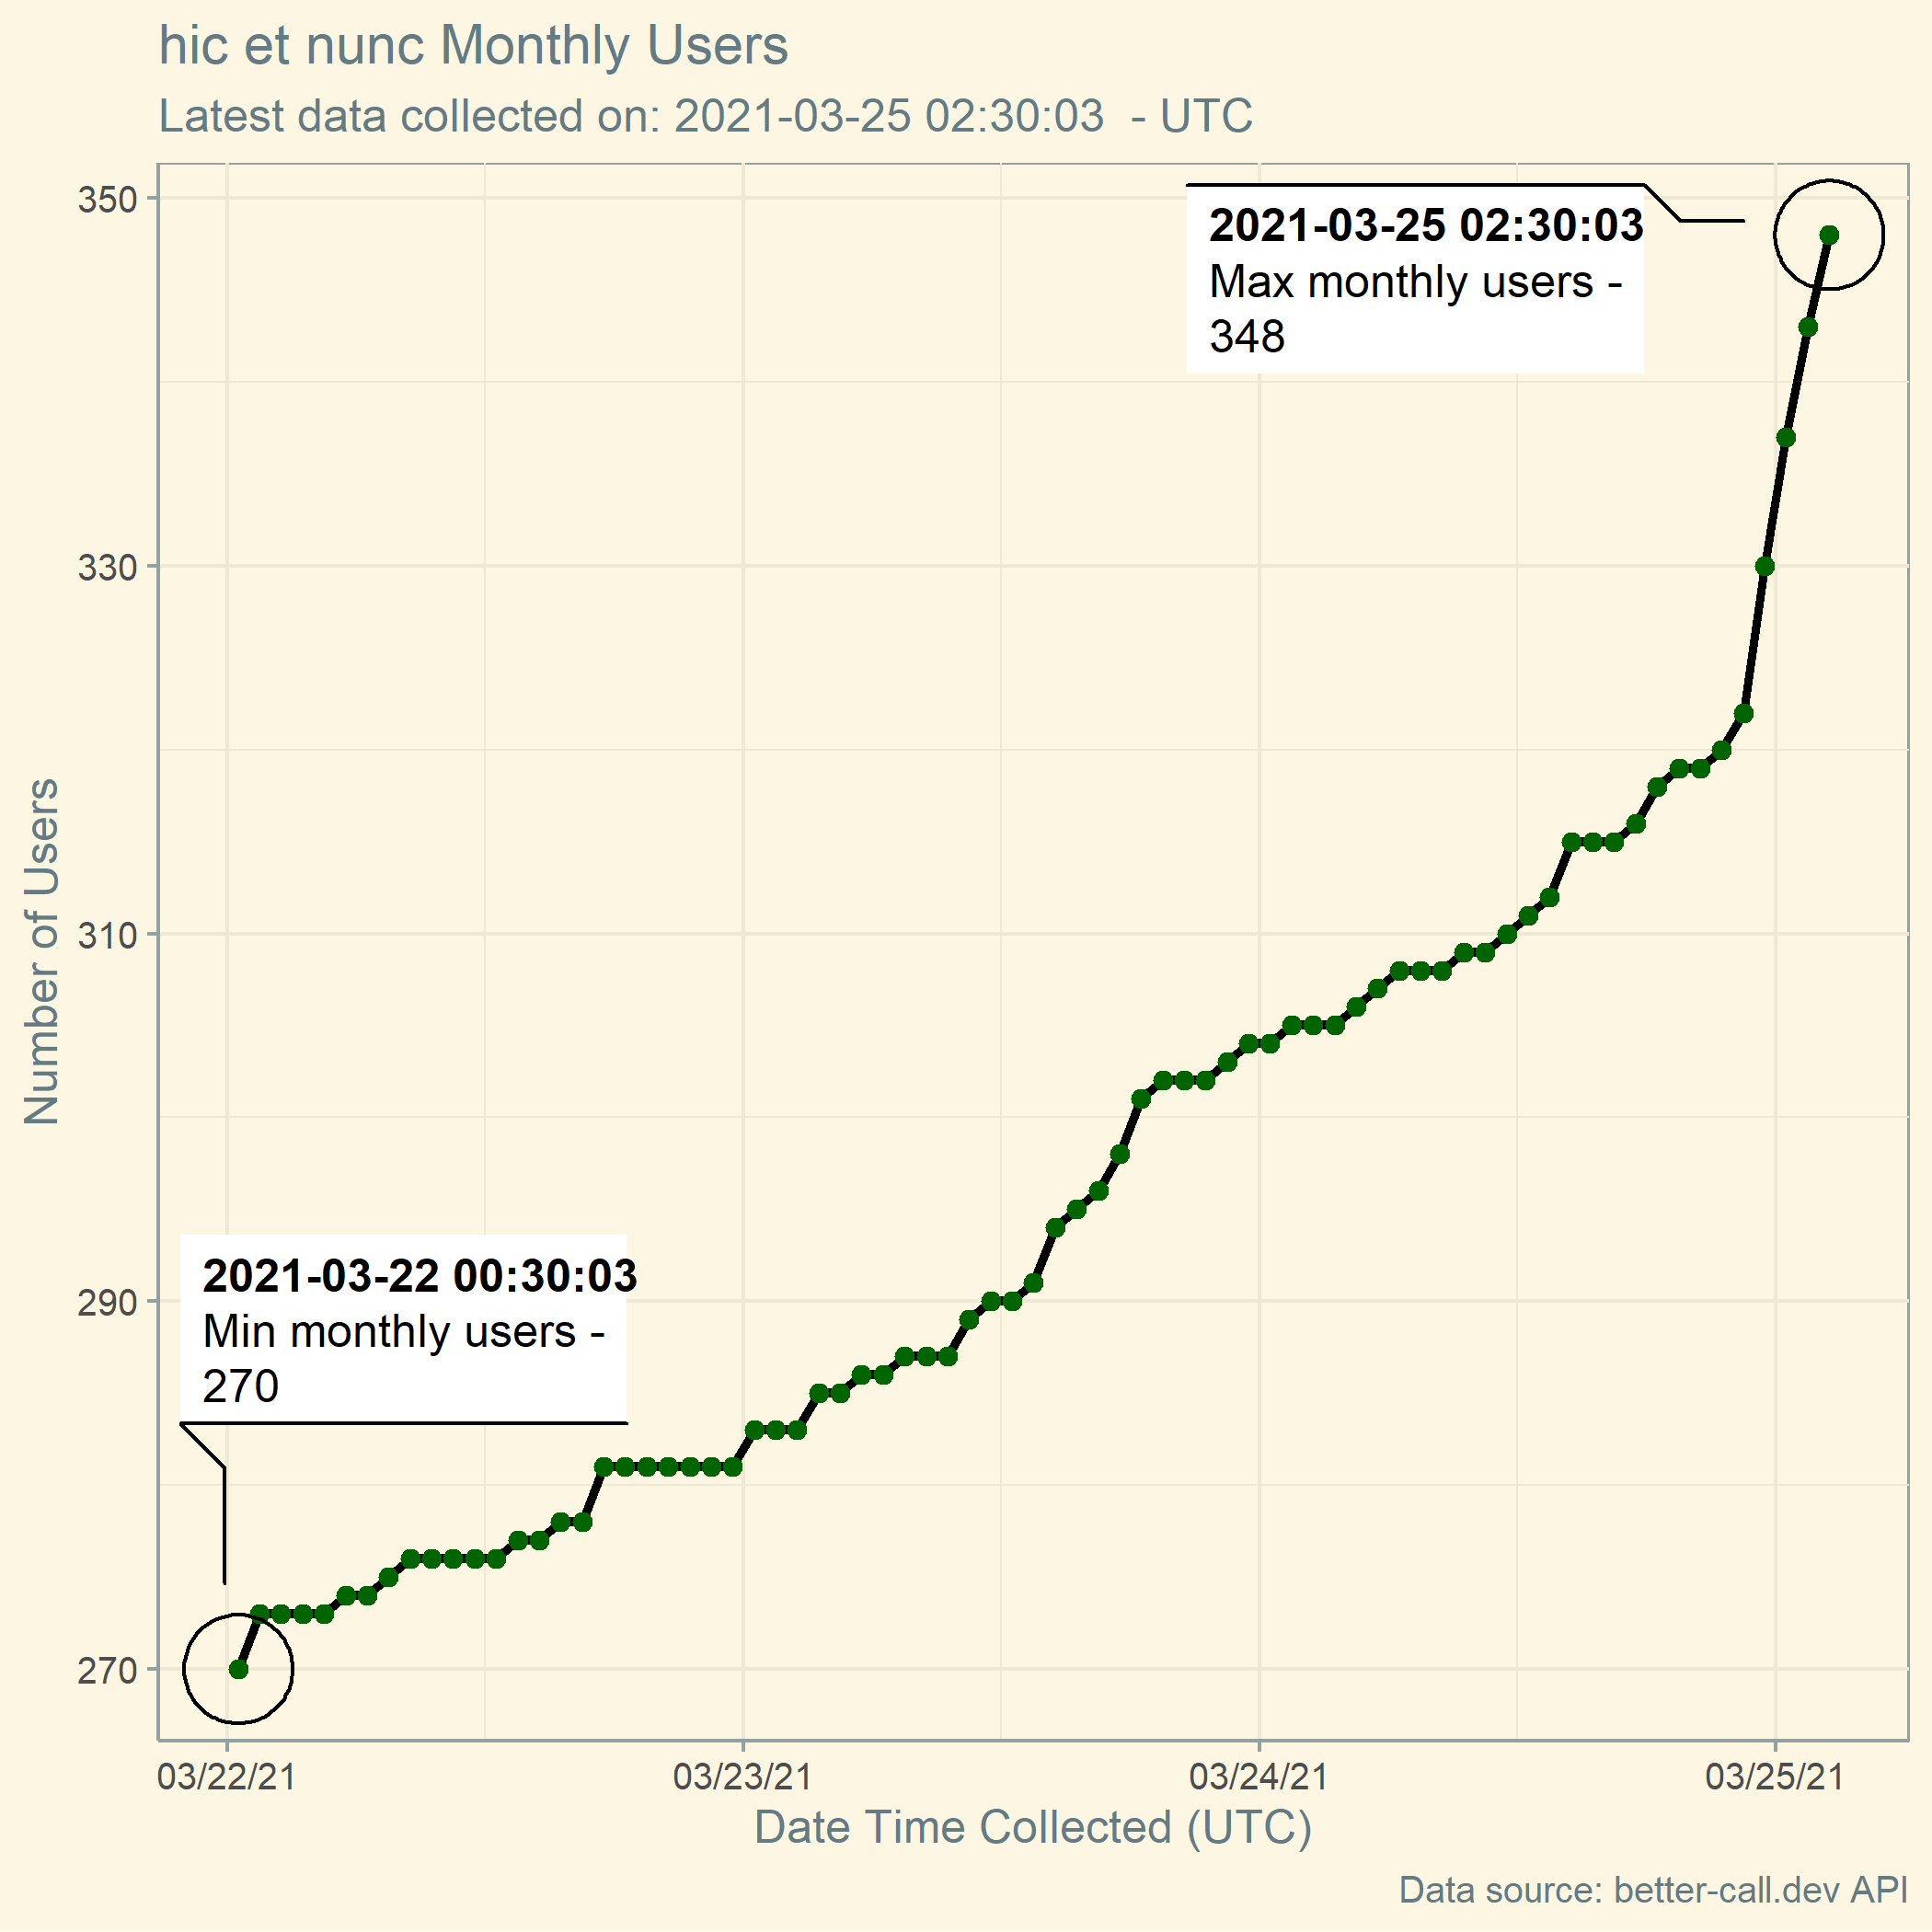 hic et nunc Monthly Users
Latest data collected on: 2021-03-25 02:30:03  - UTC
350
2021-03-25 02:30:03
Max monthly users -
348
330
Number of Users
310
2021-03-22 00:30:03
Min monthly users -
270
290
270
03/22/21
03/23/21
03/24/21
03/25/21
Date Time Collected (UTC)
Data source: better-call.dev API